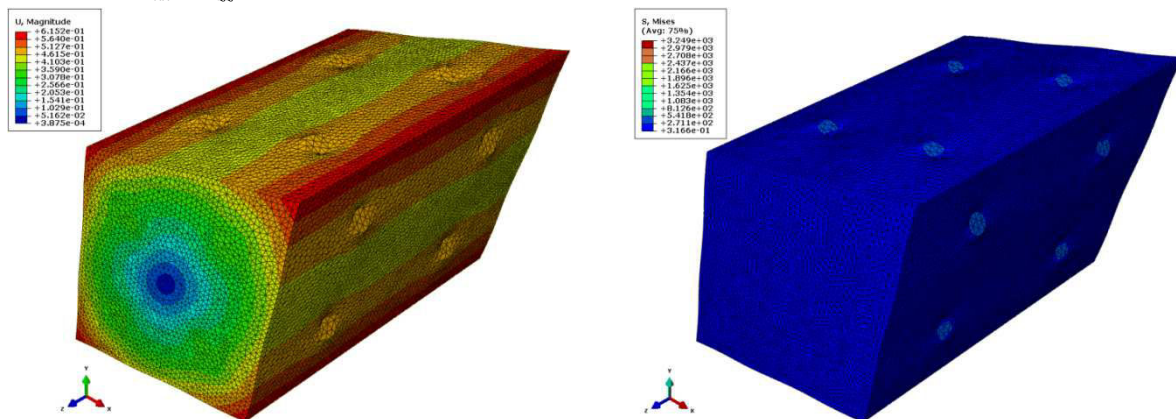 U, Magnitude
+6.152e-01
+5.640e-01
+5.127e-01
+4.615e-01
+4.103e-01
+3.590e-01
+3.078e-01
+2.566e-01
+2.053e-01
+1.541e-01
+1.029e-01
+5.162e-02
+3.875e-04
Y
Z
X
S, Mises
(Avg: 75%)
+3.249e+03
+2.979e+03
+2.708e+03
+2.437e+03
+2.166e+03
+1.896e+03
+1.625e+03
+1.354e+03
+1.083e+03
+8.126e+02
+5.418e+02
+2.711e+02
+3.166e-01
Y
Z
X